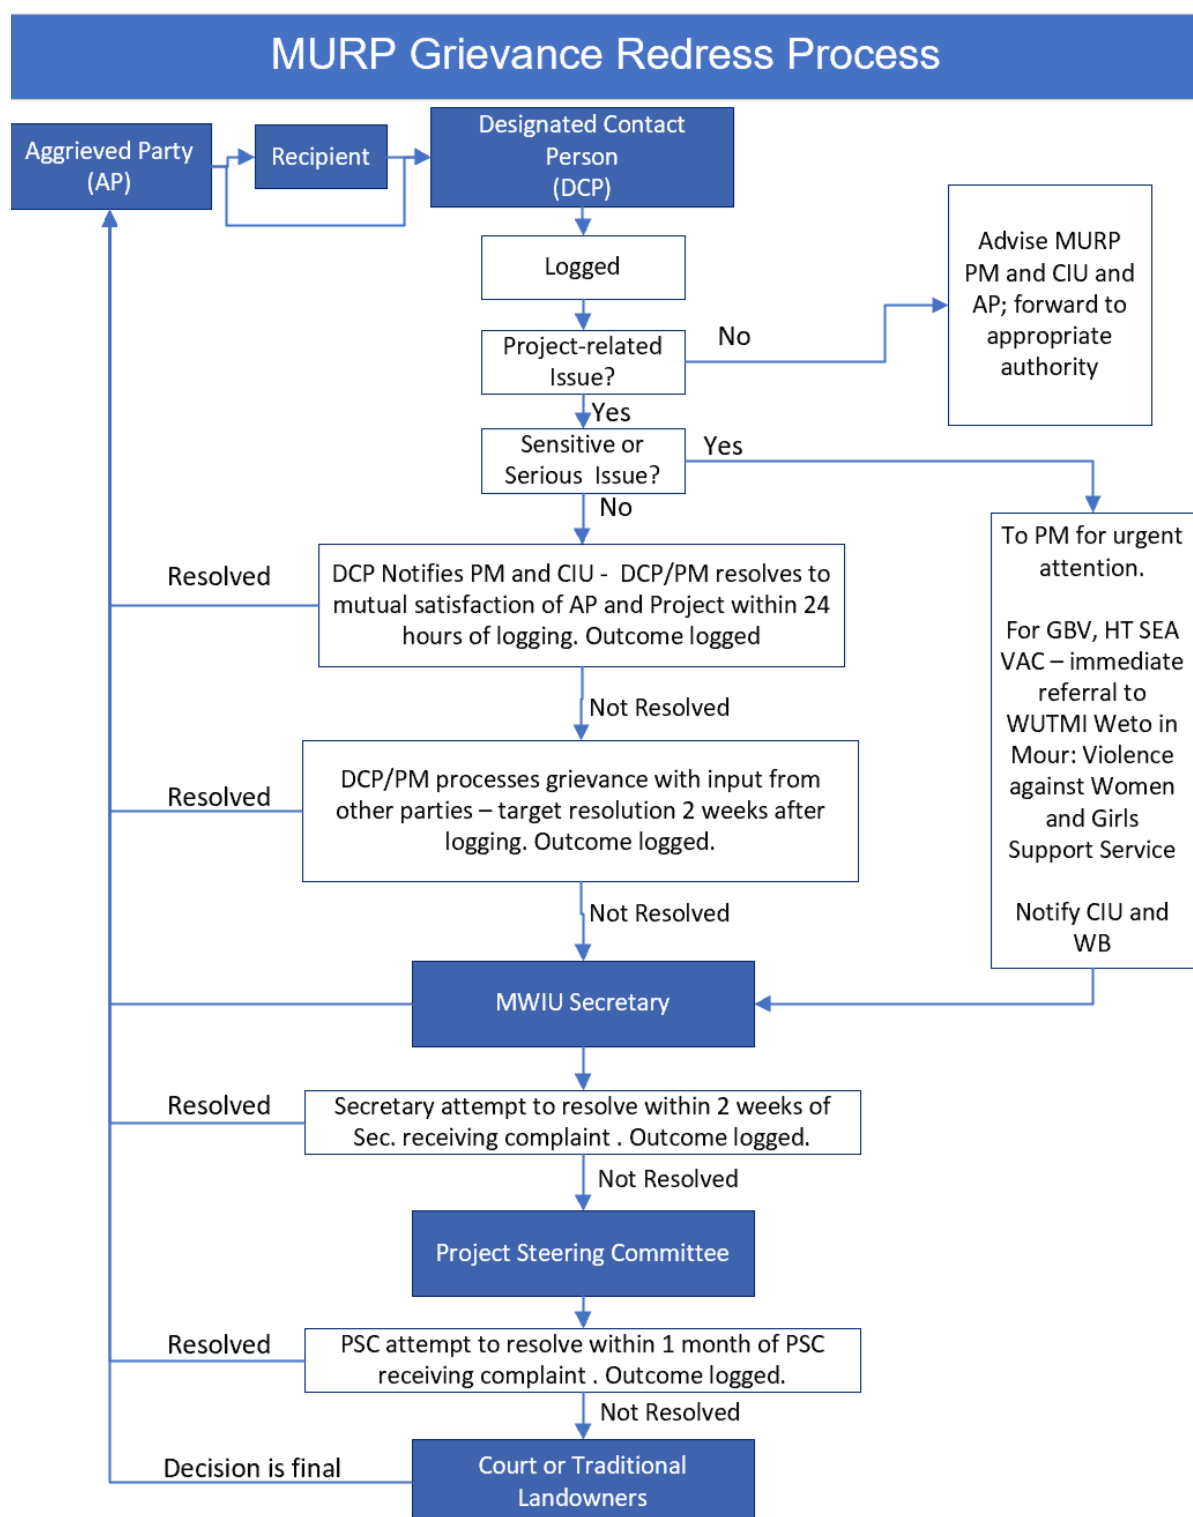 MURP Grievance Redress Process
Aggrieved Party
(AP)
Recipient
Designated Contact
Person
(DCP)
Logged
Advise MURP
PM and CIU and
AP; forward to
appropriate
authority
Project-related
Issue?
No
Yes
Sensitive or
Serious Issue?
Yes
No
To PM for urgent
attention.
For GBV, HT SEA
VAC – immediate
referral to
WUTMI Weto in
Mour: Violence
against Women
and Girls
Support Service
Notify CIU and
WB
Resolved
DCP Notifies PM and CIU - DCP/PM resolves to
mutual satisfaction of AP and Project within 24
hours of logging. Outcome logged
Not Resolved
Resolved
DCP/PM processes grievance with input from
other parties – target resolution 2 weeks after
logging. Outcome logged.
Not Resolved
MWIU Secretary
Resolved
Secretary attempt to resolve within 2 weeks of
Sec. receiving complaint . Outcome logged.
Not Resolved
Project Steering Committee
Resolved
PSC attempt to resolve within 1 month of PSC
receiving complaint . Outcome logged.
Not Resolved
Decision is final
Court or Traditional
Landowners